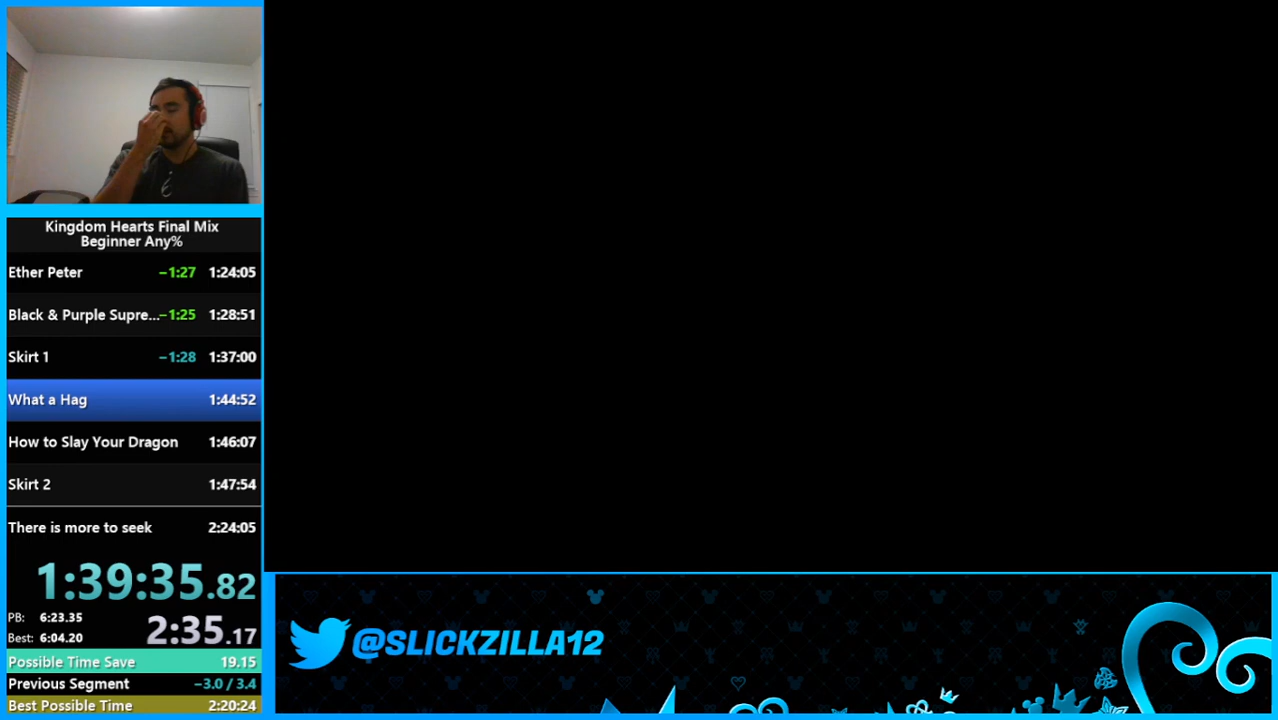 Kingdom Hearts Final Mix
Beginner Any%
Ether Peter −1:27 1:24:05
Black & Purple Supre... −1:25 1:28:51
Skirt 1 −1:28 1:37:00
What a Hag 1:44:52
How to Slay Your Dragon 1:46:07
Skirt 2 1:47:54
There is more to seek 2:24:05
1:39:35.82
PB: 6:23.35
Best: 6:04.20
2:35.17
Possible Time Save 19.15
Previous Segment −3.0 / 3.4
Best Possible Time 2:20:24
@SLICKZILLA12